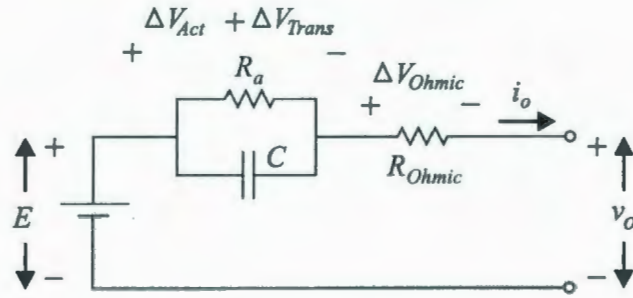 ΔV_Act + ΔV_Trans
+ −
R_a
ΔV_Ohmic
+ −
i_o
C
R_Ohmic
+
E
−
+
v_o
−